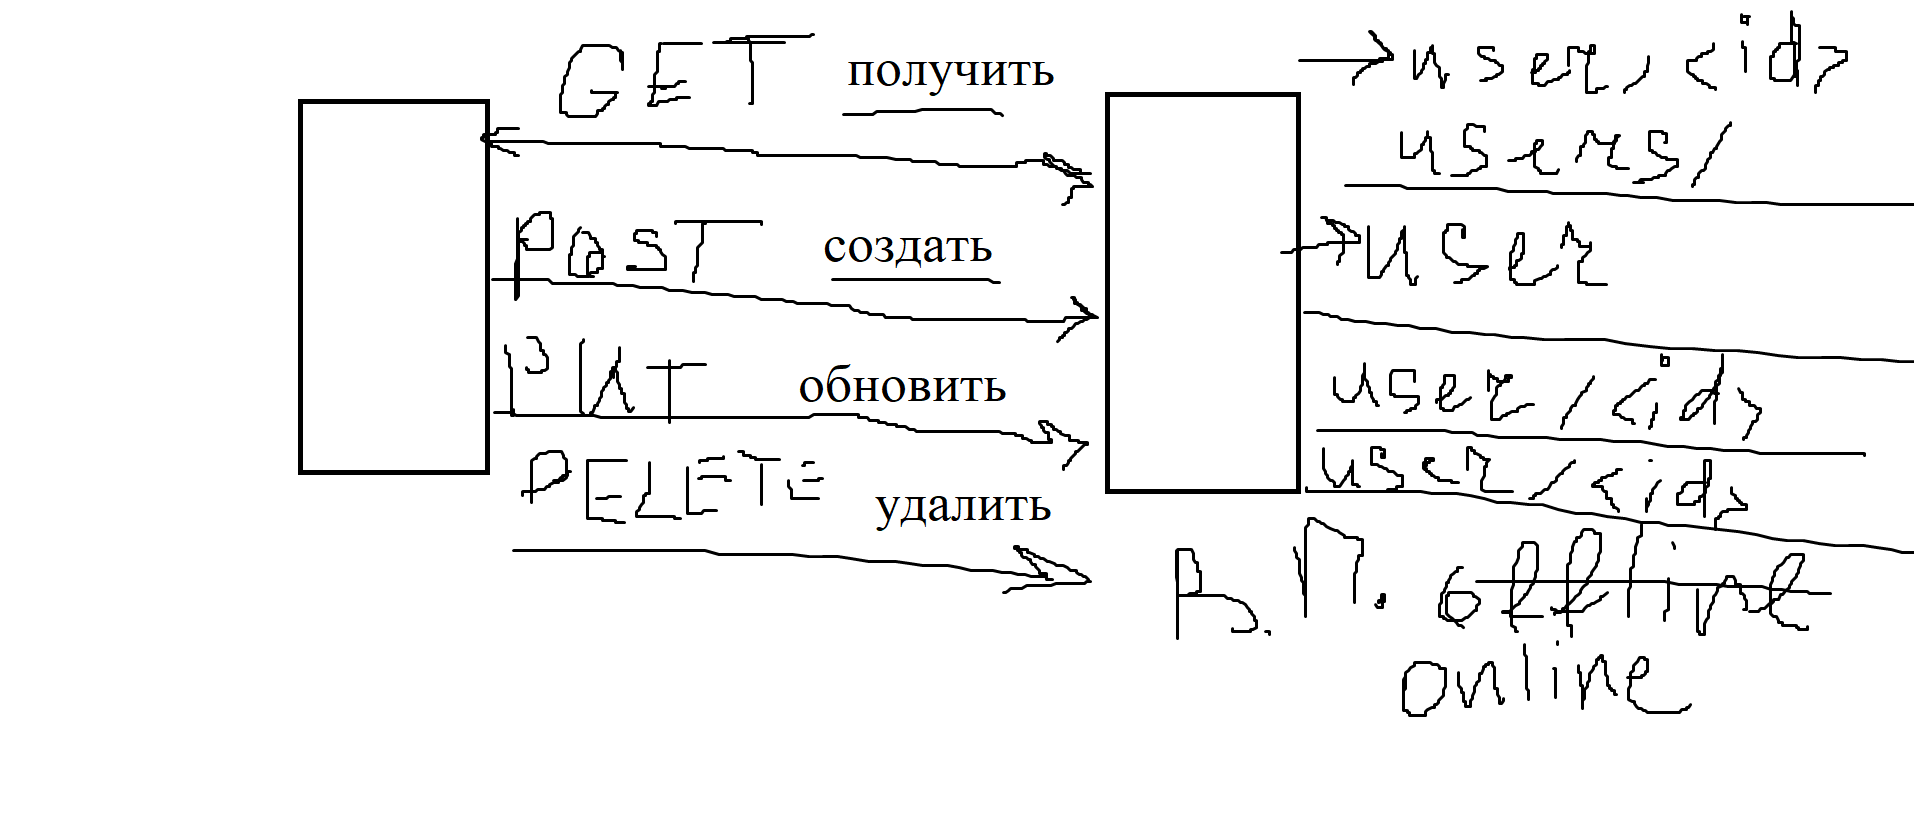 GET получить
user/<id>
users/
POST создать
user
PUT обновить
user/<id>
DELETE удалить
user/<id>
В.П. offline
online